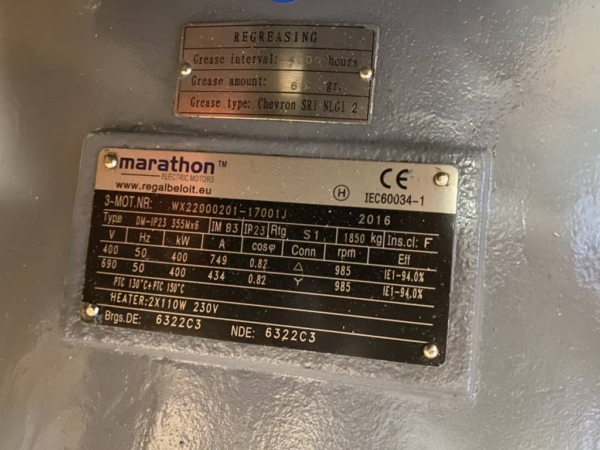 REGREASING
Grease interval: hours
Grease amount: gr.
Grease type: Chevron SRI NLGI 2
marathon™
ELECTRIC MOTORS
www.regalbeloit.eu
CE
H
IEC60034-1
3-MOT.NR: WX22000201-17001J 2016
Type DW-IP23 355Mx6 IM B3 IP23 Rtg S1 1850 kg Ins.cl: F
V Hz kW A cosφ Conn rpm Eff
400 50 400 749 0.82 △ 985 IE1-94.0%
690 50 400 434 0.82 Y 985 IE1-94.0%
PTC 130°C+PTC 150°C
HEATER:2X110W 230V
Brgs.DE: 6322C3 NDE: 6322C3